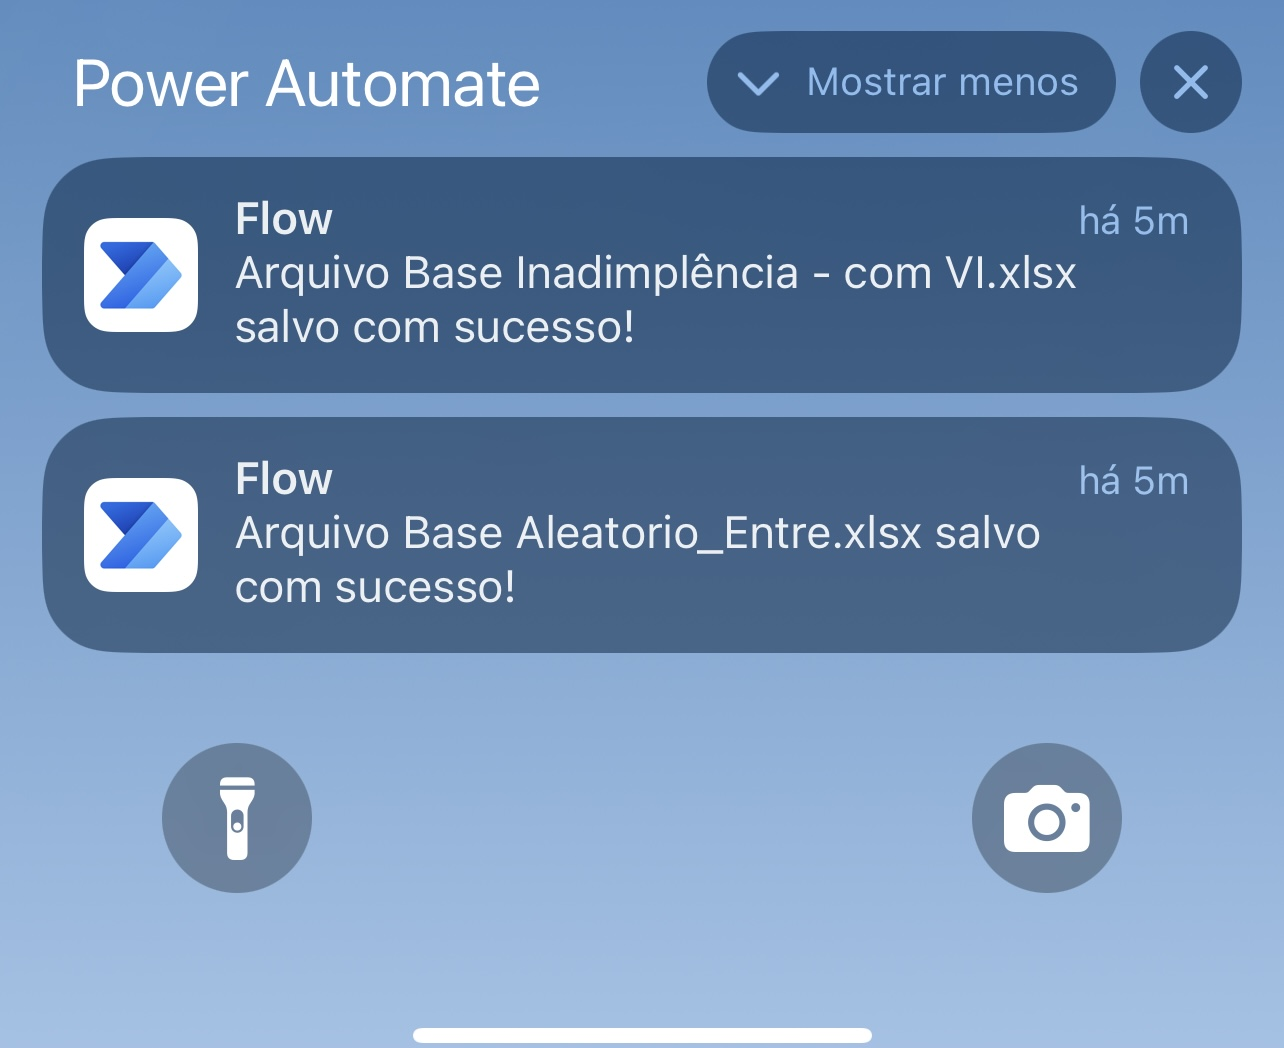 Power Automate
Mostrar menos
Flow
há 5m
Arquivo Base Inadimplência - com VI.xlsx
salvo com sucesso!
Flow
há 5m
Arquivo Base Aleatorio_Entre.xlsx salvo
com sucesso!